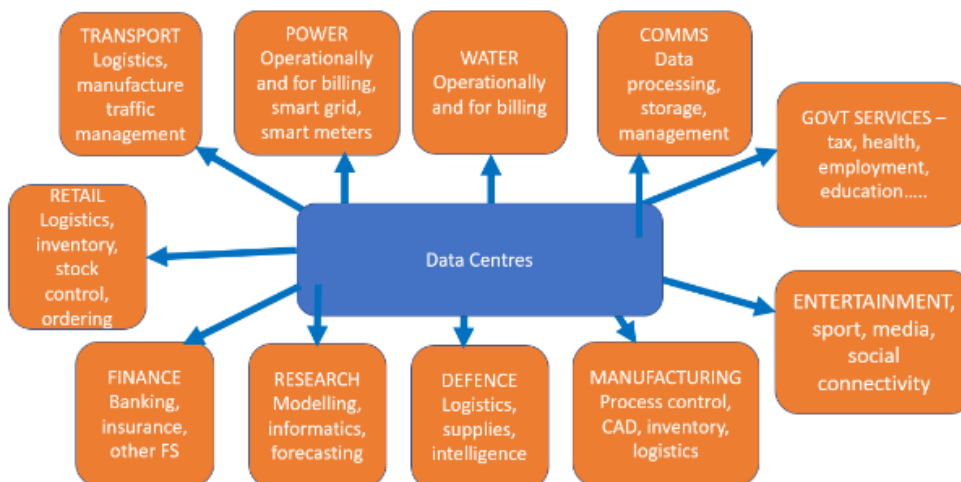 TRANSPORT
Logistics,
manufacture
traffic
management
POWER
Operationally
and for billing,
smart grid,
smart meters
WATER
Operationally
and for billing
COMMS
Data
processing,
storage,
management
GOVT SERVICES –
tax, health,
employment,
education.....
RETAIL
Logistics,
inventory,
stock
control,
ordering
Data Centres
ENTERTAINMENT,
sport, media,
social
connectivity
FINANCE
Banking,
insurance,
other FS
RESEARCH
Modelling,
informatics,
forecasting
DEFENCE
Logistics,
supplies,
intelligence
MANUFACTURING
Process control,
CAD, inventory,
logistics